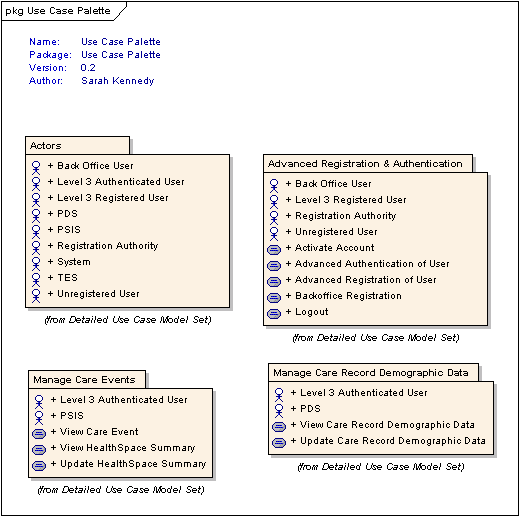 pkg Use Case Palette
Name: Use Case Palette
Package: Use Case Palette
Version: 0.2
Author: Sarah Kennedy
Actors
+ Back Office User
+ Level 3 Authenticated User
+ Level 3 Registered User
+ PDS
+ PSIS
+ Registration Authority
+ System
+ TES
+ Unregistered User
(from Detailed Use Case Model Set)
Advanced Registration & Authentication
+ Back Office User
+ Level 3 Registered User
+ Registration Authority
+ Unregistered User
+ Activate Account
+ Advanced Authentication of User
+ Advanced Registration of User
+ Backoffice Registration
+ Logout
(from Detailed Use Case Model Set)
Manage Care Events
+ Level 3 Authenticated User
+ PSIS
+ View Care Event
+ View HealthSpace Summary
+ Update HealthSpace Summary
(from Detailed Use Case Model Set)
Manage Care Record Demographic Data
+ Level 3 Authenticated User
+ PDS
+ View Care Record Demographic Data
+ Update Care Record Demographic Data
(from Detailed Use Case Model Set)